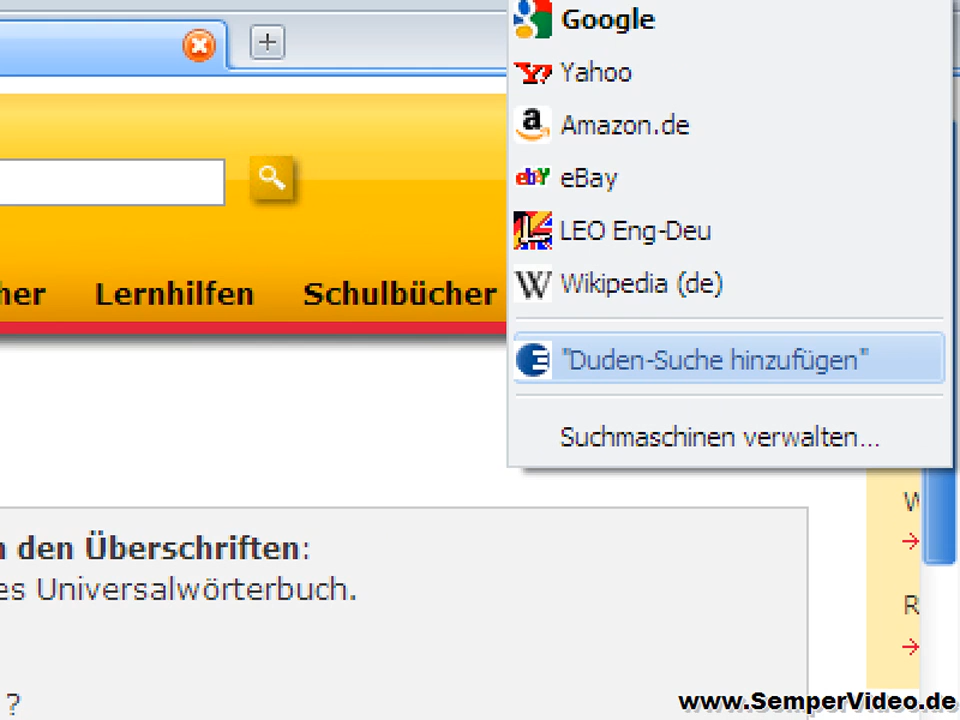 Google
Yahoo
Amazon.de
eBay
LEO Eng-Deu
Wikipedia (de)
"Duden-Suche hinzufügen"
Suchmaschinen verwalten...
her Lernhilfen Schulbücher
n den Überschriften:
es Universalwörterbuch.
?
W
R
www.SemperVideo.de